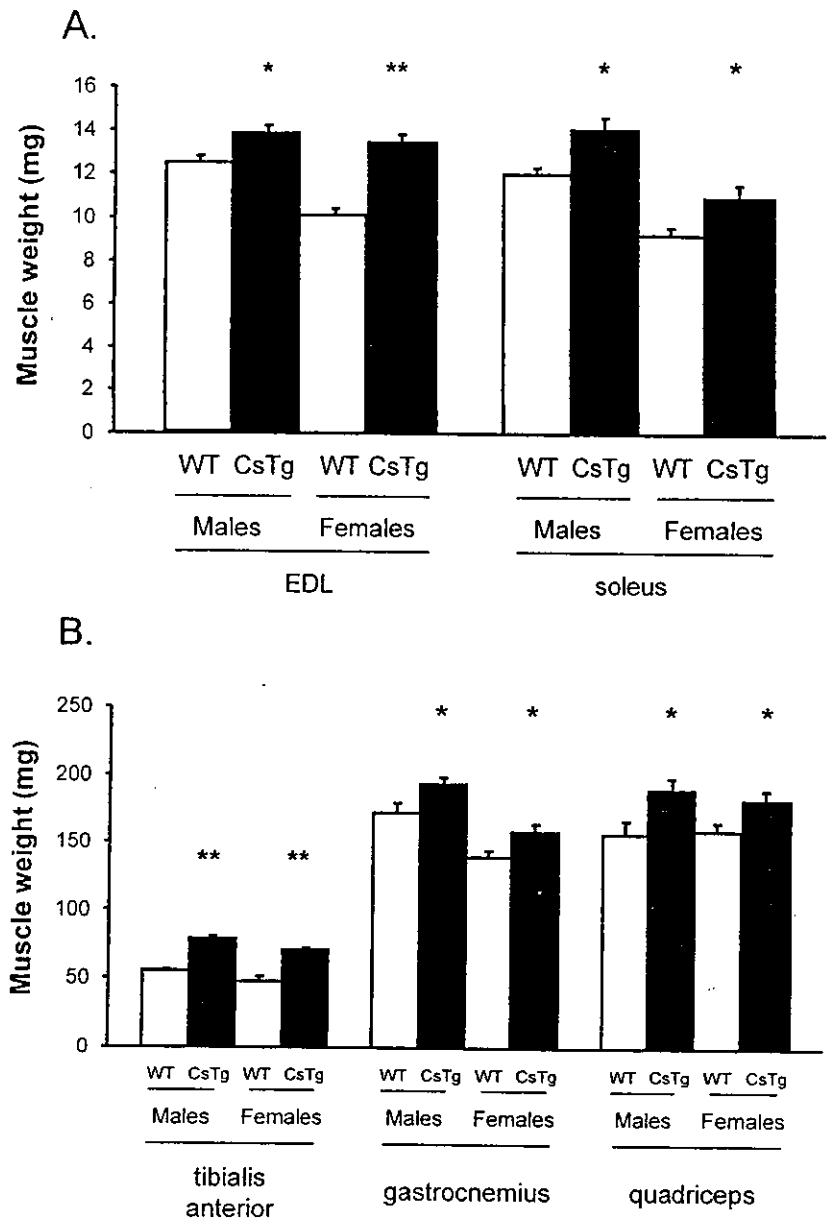 A.
* ** * *
16
14
12
10
8
6
4
2
0
Muscle weight (mg)
WT CsTg WT CsTg WT CsTg WT CsTg
Males Females Males Females
EDL soleus
B.
250
200
150
100
50
0
Muscle weight (mg)
** ** * * * *
WT CsTg WT CsTg WT CsTg WT CsTg WT CsTg WT CsTg
Males Females Males Females Males Females
tibialis
anterior
gastrocnemius
quadriceps